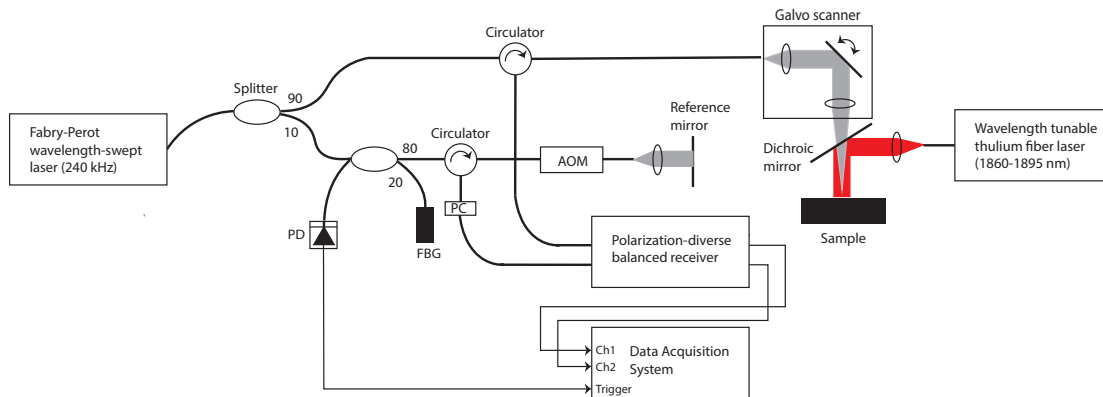 Galvo scanner
Circulator
Splitter
90
10
Fabry-Perot
wavelength-swept
laser (240 kHz)
Circulator
80
20
AOM
Reference
mirror
Dichroic
mirror
Wavelength tunable
thulium fiber laser
(1860-1895 nm)
PC
PD
FBG
Sample
Polarization-diverse
balanced receiver
Ch1
Ch2
Data Acquisition
System
Trigger